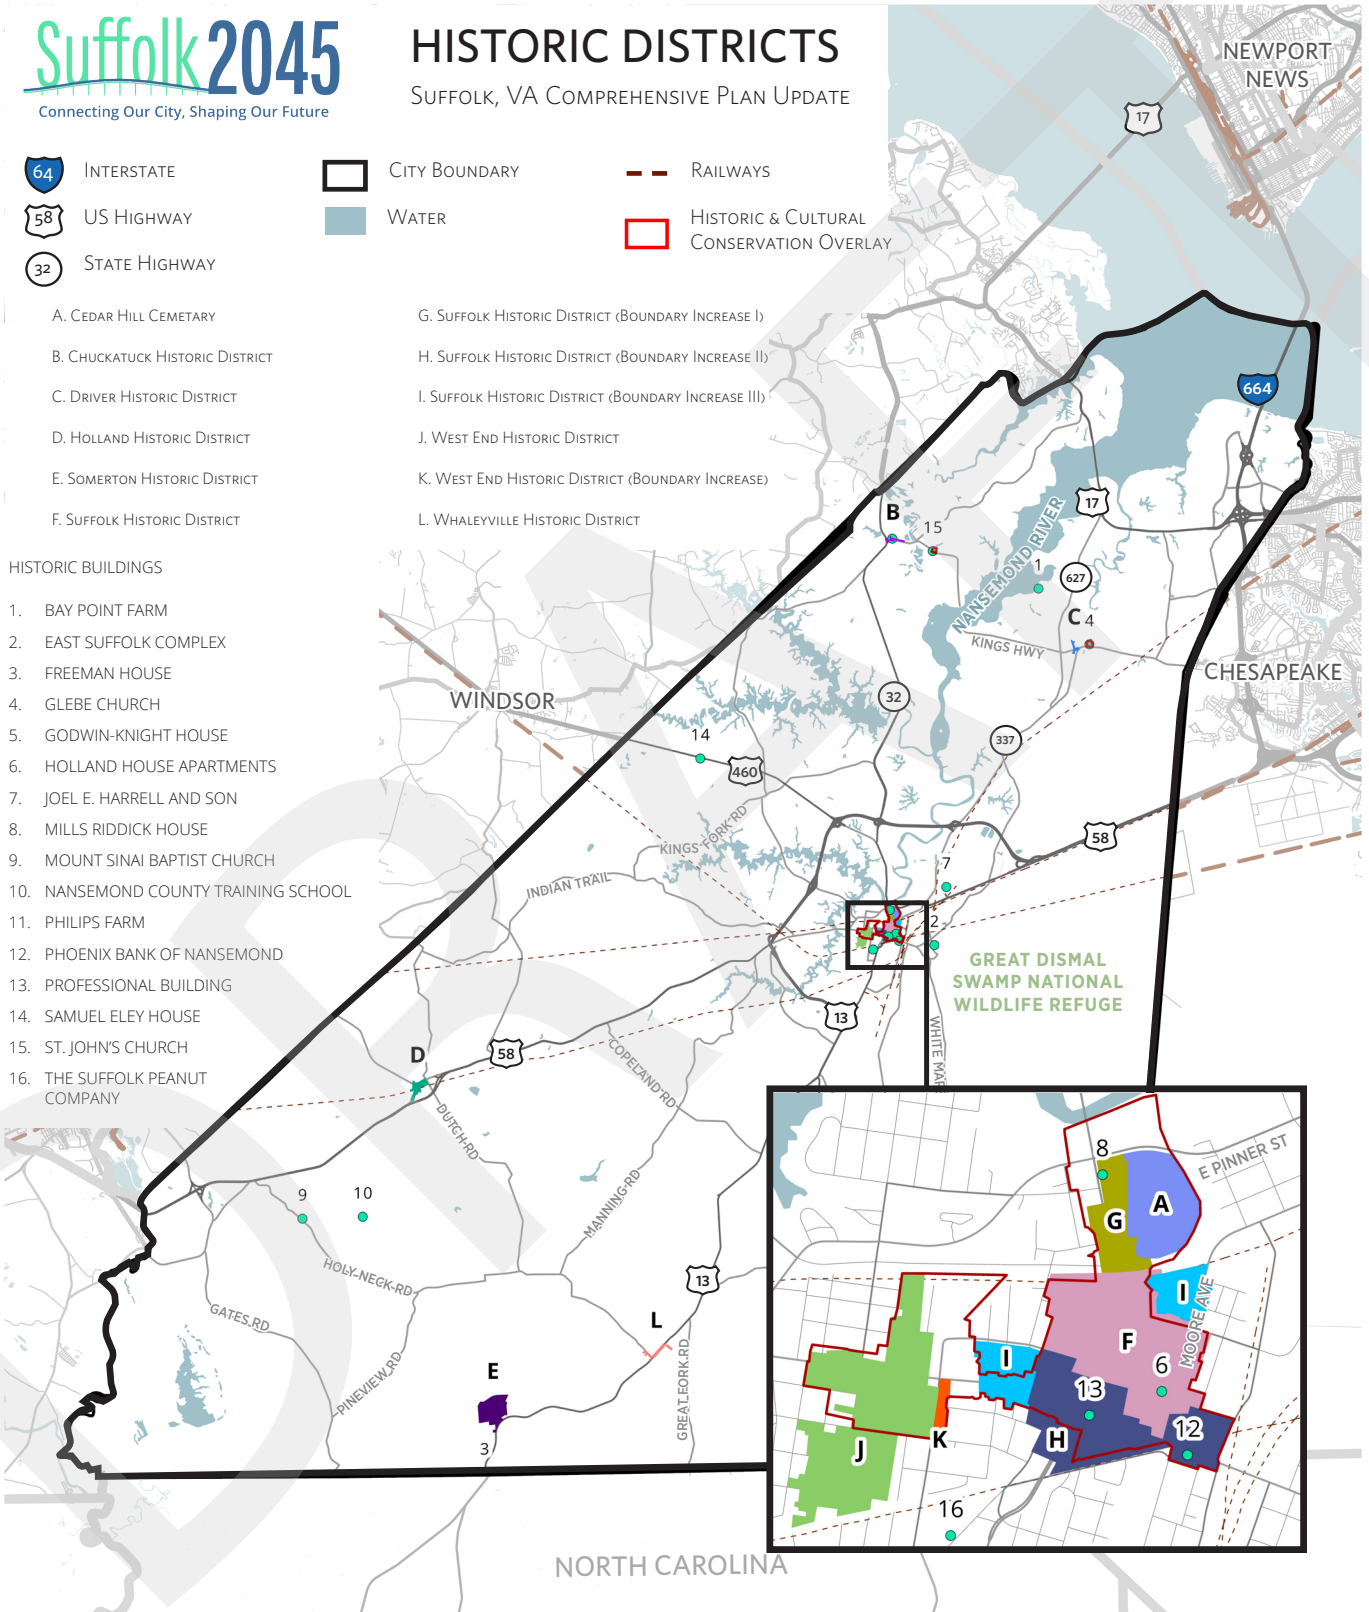 Suffolk 2045
Connecting Our City, Shaping Our Future
HISTORIC DISTRICTS
SUFFOLK, VA COMPREHENSIVE PLAN UPDATE
64 INTERSTATE
58 US HIGHWAY
32 STATE HIGHWAY
CITY BOUNDARY
WATER
RAILWAYS
HISTORIC & CULTURAL
CONSERVATION OVERLAY
A. CEDAR HILL CEMETARY
B. CHUCKATUCK HISTORIC DISTRICT
C. DRIVER HISTORIC DISTRICT
D. HOLLAND HISTORIC DISTRICT
E. SOMERTON HISTORIC DISTRICT
F. SUFFOLK HISTORIC DISTRICT
G. SUFFOLK HISTORIC DISTRICT (BOUNDARY INCREASE I)
H. SUFFOLK HISTORIC DISTRICT (BOUNDARY INCREASE II)
I. SUFFOLK HISTORIC DISTRICT (BOUNDARY INCREASE III)
J. WEST END HISTORIC DISTRICT
K. WEST END HISTORIC DISTRICT (BOUNDARY INCREASE)
L. WHALEYVILLE HISTORIC DISTRICT
HISTORIC BUILDINGS
1. BAY POINT FARM
2. EAST SUFFOLK COMPLEX
3. FREEMAN HOUSE
4. GLEBE CHURCH
5. GODWIN-KNIGHT HOUSE
6. HOLLAND HOUSE APARTMENTS
7. JOEL E. HARRELL AND SON
8. MILLS RIDDICK HOUSE
9. MOUNT SINAI BAPTIST CHURCH
10. NANSEMOND COUNTY TRAINING SCHOOL
11. PHILIPS FARM
12. PHOENIX BANK OF NANSEMOND
13. PROFESSIONAL BUILDING
14. SAMUEL ELEY HOUSE
15. ST. JOHN'S CHURCH
16. THE SUFFOLK PEANUT
COMPANY
NEWPORT
NEWS
17
664
B
15
17
NANSEMOND RIVER
1
627
C 4
KINGS HWY
CHESAPEAKE
WINDSOR
32
14
337
460
58
KINGS FORK RD
7
INDIAN TRAIL
2
GREAT DISMAL
SWAMP NATIONAL
WILDLIFE REFUGE
13
WHITE MAR
D
58
COPELAND RD
DUTCH RD
9
10
MANNING RD
HOLY NECK RD
13
GATES RD
L
E
PINEVIEW RD
GREAT FORK RD
3
8
E PINNER ST
A
G
I
MOORE AVE
F
I
6
13
12
K
H
J
16
NORTH CAROLINA
DRAFT